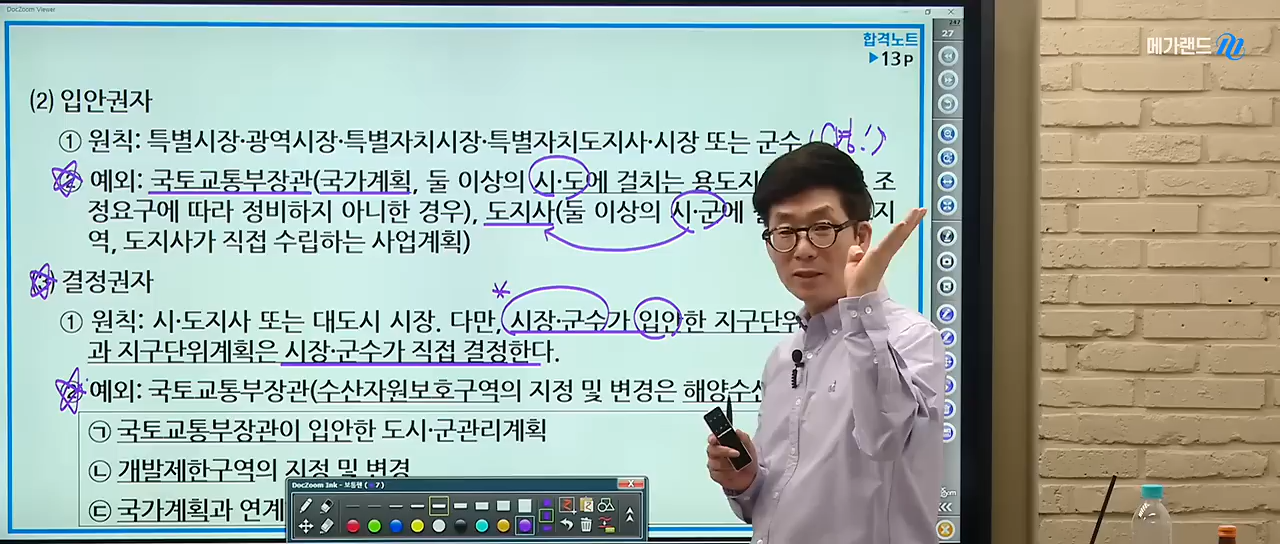 DocZoom Viewer
메가랜드
합격노트
▶13P
27
(2) 입안권자
① 원칙: 특별시장·광역시장·특별자치시장·특별자치도지사·시장 또는 군수
② 예외: 국토교통부장관(국가계획, 둘 이상의 시·도에 걸치는 용도지 조
정요구에 따라 정비하지 아니한 경우), 도지사(둘 이상의 시·군에 지
역, 도지사가 직접 수립하는 사업계획)
(3) 결정권자
① 원칙: 시·도지사 또는 대도시 시장. 다만, 시장·군수가 입안한 지구단위
과 지구단위계획은 시장·군수가 직접 결정한다.
② 예외: 국토교통부장관(수산자원보호구역의 지정 및 변경은 해양수산
㉠ 국토교통부장관이 입안한 도시·군관리계획
㉡ 개발제한구역의 지정 및 변경
㉢ 국가계획과 연계
DocZoom Ink - 보통펜 ( 7 )